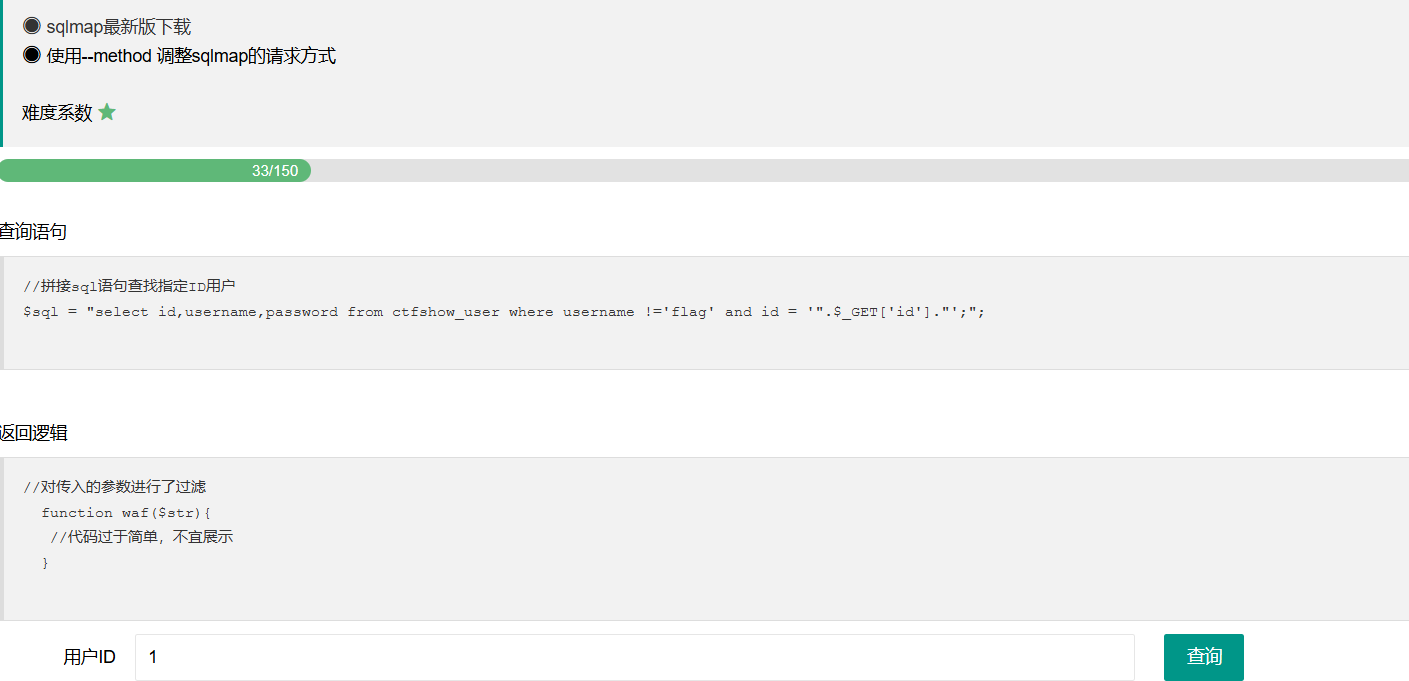 sqlmap最新版下载
使用--method 调整sqlmap的请求方式
难度系数
33/150
查询语句
//拼接sql语句查找指定ID用户
$sql = "select id,username,password from ctfshow_user where username !='flag' and id = '".$_GET['id']."';";
返回逻辑
//对传入的参数进行了过滤
function waf($str){
//代码过于简单，不宜展示
}
用户ID 1 查询